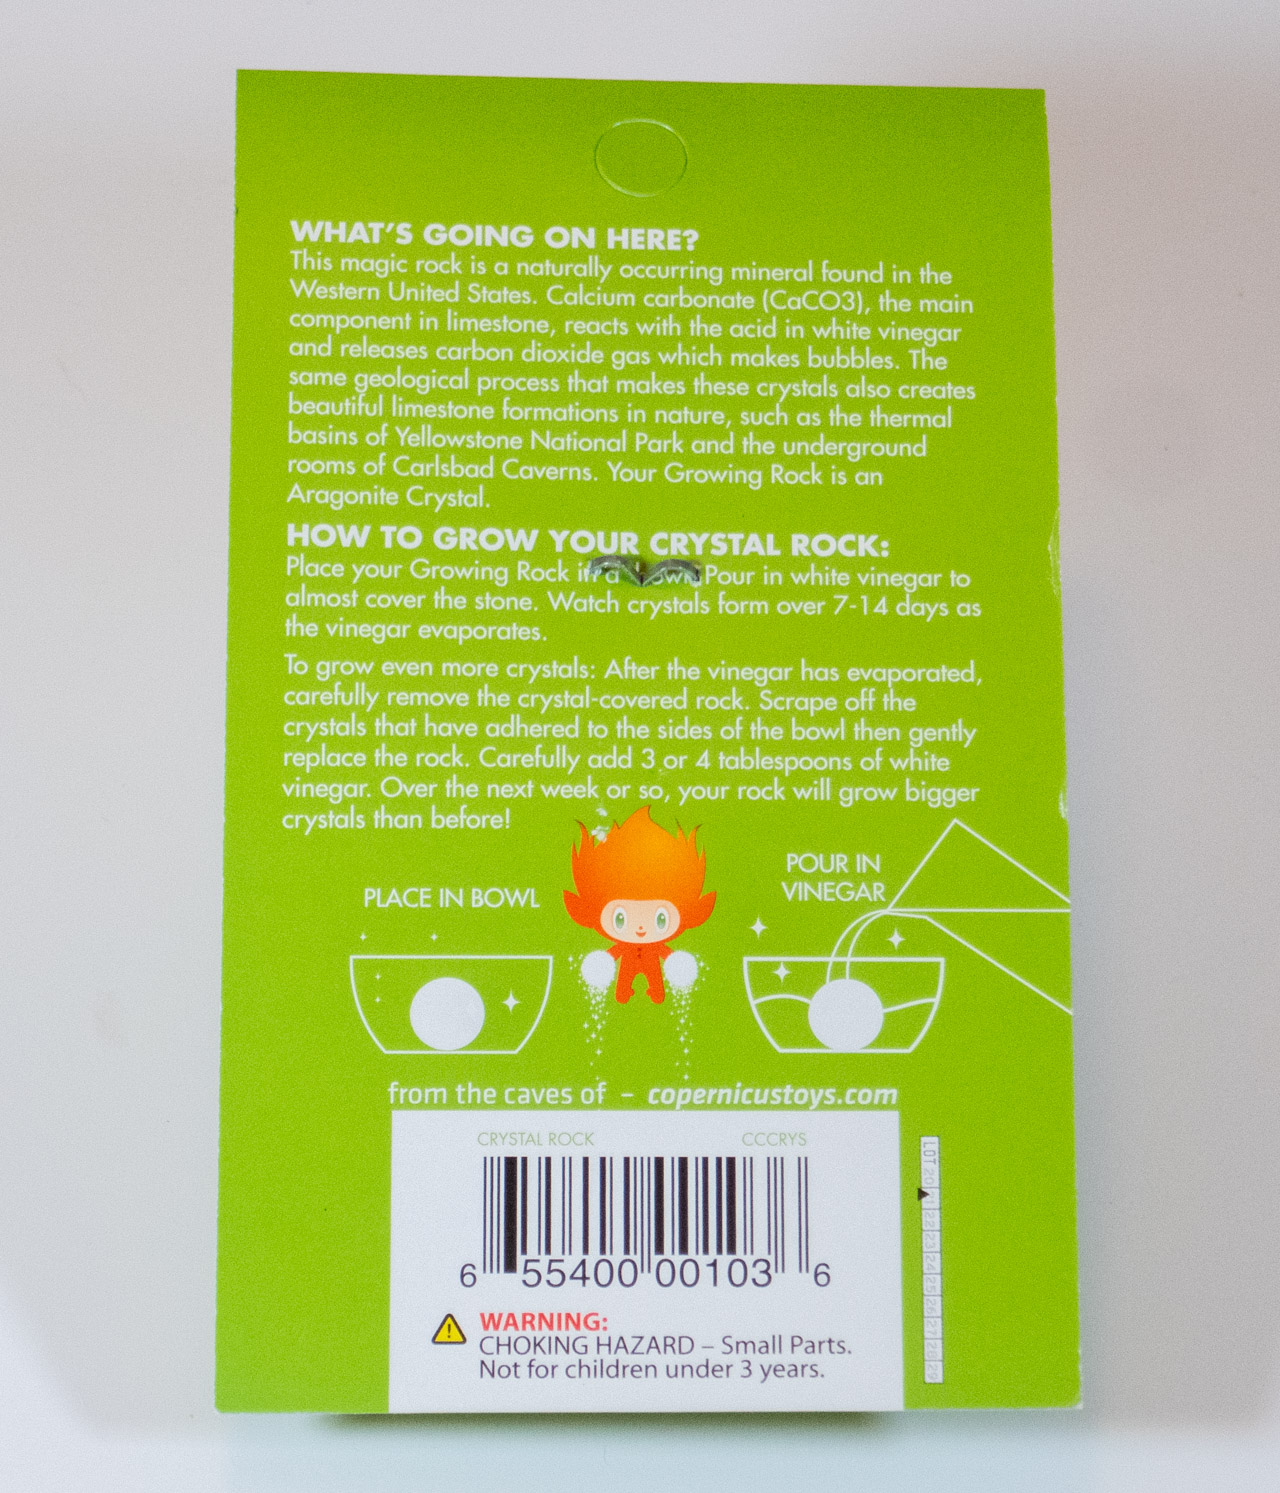 WHAT'S GOING ON HERE?
This magic rock is a naturally occurring mineral found in the
Western United States. Calcium carbonate (CaCO3), the main
component in limestone, reacts with the acid in white vinegar
and releases carbon dioxide gas which makes bubbles. The
same geological process that makes these crystals also creates
beautiful limestone formations in nature, such as the thermal
basins of Yellowstone National Park and the underground
rooms of Carlsbad Caverns. Your Growing Rock is an
Aragonite Crystal.
HOW TO GROW YOUR CRYSTAL ROCK:
Place your Growing Rock in a Pour in white vinegar to
almost cover the stone. Watch crystals form over 7-14 days as
the vinegar evaporates.
To grow even more crystals: After the vinegar has evaporated,
carefully remove the crystal-covered rock. Scrape off the
crystals that have adhered to the sides of the bowl then gently
replace the rock. Carefully add 3 or 4 tablespoons of white
vinegar. Over the next week or so, your rock will grow bigger
crystals than before!
PLACE IN BOWL
POUR IN
VINEGAR
from the caves of – copernicustoys.com
CRYSTAL ROCK CCCRYS
6 55400 00103 6
WARNING:
CHOKING HAZARD – Small Parts.
Not for children under 3 years.
LOT 20 22 23 24 25 26 27 28 29